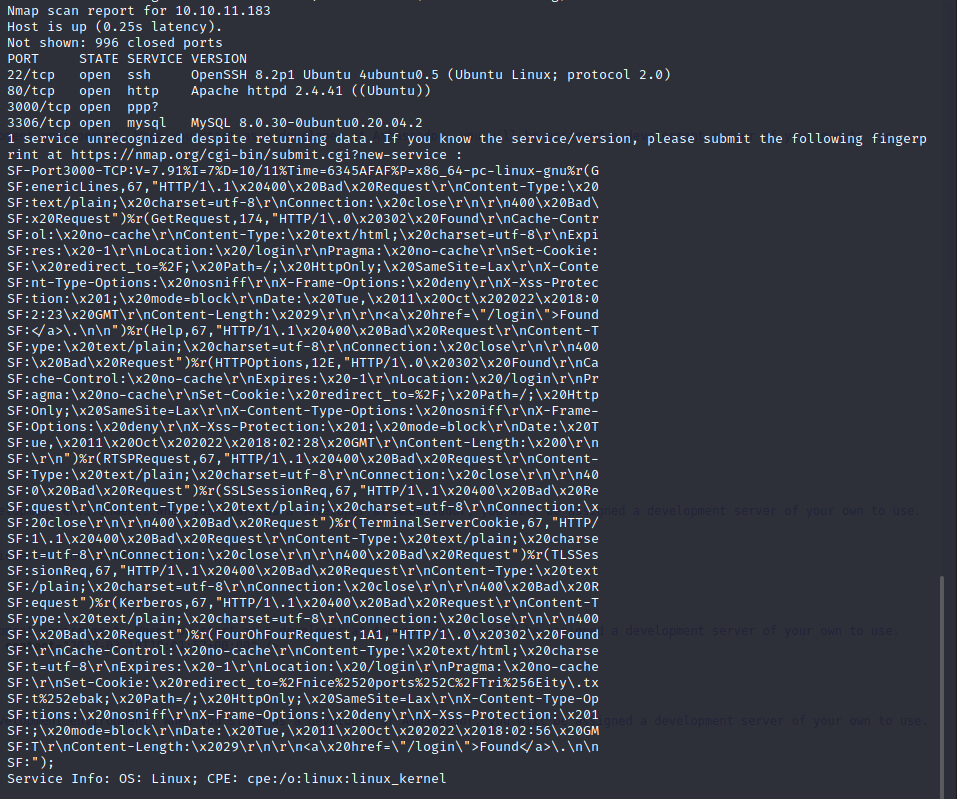 Nmap scan report for 10.10.11.183
Host is up (0.25s latency).
Not shown: 996 closed ports
PORT     STATE SERVICE VERSION
22/tcp   open  ssh     OpenSSH 8.2p1 Ubuntu 4ubuntu0.5 (Ubuntu Linux; protocol 2.0)
80/tcp   open  http    Apache httpd 2.4.41 ((Ubuntu))
3000/tcp open  ppp?
3306/tcp open  mysql   MySQL 8.0.30-0ubuntu0.20.04.2
1 service unrecognized despite returning data. If you know the service/version, please submit the following fingerp
rint at https://nmap.org/cgi-bin/submit.cgi?new-service :
SF-Port3000-TCP:V=7.91%I=7%D=10/11%Time=6345AFAF%P=x86_64-pc-linux-gnu%r(G
SF:enericLines,67,"HTTP/1\.1\x20400\x20Bad\x20Request\r\nContent-Type:\x20
SF:text/plain;\x20charset=utf-8\r\nConnection:\x20close\r\n\r\n400\x20Bad\
SF:x20Request")%r(GetRequest,174,"HTTP/1\.0\x20302\x20Found\r\nCache-Contr
SF:ol:\x20no-cache\r\nContent-Type:\x20text/html;\x20charset=utf-8\r\nExpi
SF:res:\x20-1\r\nLocation:\x20/login\r\nPragma:\x20no-cache\r\nSet-Cookie:
SF:\x20redirect_to=%2F;\x20Path=/;\x20HttpOnly;\x20SameSite=Lax\r\nX-Conte
SF:nt-Type-Options:\x20nosniff\r\nX-Frame-Options:\x20deny\r\nX-Xss-Protec
SF:tion:\x201;\x20mode=block\r\nDate:\x20Tue,\x2011\x20Oct\x202022\x2018:0
SF:2:23\x20GMT\r\nContent-Length:\x2029\r\n\r\n<a\x20href=\"/login\">Found
SF:</a>\.\n\n")%r(Help,67,"HTTP/1\.1\x20400\x20Bad\x20Request\r\nContent-T
SF:ype:\x20text/plain;\x20charset=utf-8\r\nConnection:\x20close\r\n\r\n400
SF:\x20Bad\x20Request")%r(HTTPOptions,12E,"HTTP/1\.0\x20302\x20Found\r\nCa
SF:che-Control:\x20no-cache\r\nExpires:\x20-1\r\nLocation:\x20/login\r\nPr
SF:agma:\x20no-cache\r\nSet-Cookie:\x20redirect_to=%2F;\x20Path=/;\x20Http
SF:Only;\x20SameSite=Lax\r\nX-Content-Type-Options:\x20nosniff\r\nX-Frame-
SF:Options:\x20deny\r\nX-Xss-Protection:\x201;\x20mode=block\r\nDate:\x20T
SF:ue,\x2011\x20Oct\x202022\x2018:02:28\x20GMT\r\nContent-Length:\x200\r\n
SF:\r\n")%r(RTSPRequest,67,"HTTP/1\.1\x20400\x20Bad\x20Request\r\nContent-
SF:Type:\x20text/plain;\x20charset=utf-8\r\nConnection:\x20close\r\n\r\n40
SF:0\x20Bad\x20Request")%r(SSLSessionReq,67,"HTTP/1\.1\x20400\x20Bad\x20Re
SF:quest\r\nContent-Type:\x20text/plain;\x20charset=utf-8\r\nConnection:\x
SF:20close\r\n\r\n400\x20Bad\x20Request")%r(TerminalServerCookie,67,"HTTP/
SF:1\.1\x20400\x20Bad\x20Request\r\nContent-Type:\x20text/plain;\x20charse
SF:t=utf-8\r\nConnection:\x20close\r\n\r\n400\x20Bad\x20Request")%r(TLSSes
SF:sionReq,67,"HTTP/1\.1\x20400\x20Bad\x20Request\r\nContent-Type:\x20text
SF:/plain;\x20charset=utf-8\r\nConnection:\x20close\r\n\r\n400\x20Bad\x20R
SF:equest")%r(Kerberos,67,"HTTP/1\.1\x20400\x20Bad\x20Request\r\nContent-T
SF:ype:\x20text/plain;\x20charset=utf-8\r\nConnection:\x20close\r\n\r\n400
SF:\x20Bad\x20Request")%r(FourOhFourRequest,1A1,"HTTP/1\.0\x20302\x20Found
SF:\r\nCache-Control:\x20no-cache\r\nContent-Type:\x20text/html;\x20charse
SF:t=utf-8\r\nExpires:\x20-1\r\nLocation:\x20/login\r\nPragma:\x20no-cache
SF:\r\nSet-Cookie:\x20redirect_to=%2Fnice%2520ports%252C%2FTri%256Eity\.tx
SF:t%252ebak;\x20Path=/;\x20HttpOnly;\x20SameSite=Lax\r\nX-Content-Type-Op
SF:tions:\x20nosniff\r\nX-Frame-Options:\x20deny\r\nX-Xss-Protection:\x201
SF:;\x20mode=block\r\nDate:\x20Tue,\x2011\x20Oct\x202022\x2018:02:56\x20GM
SF:T\r\nContent-Length:\x2029\r\n\r\n<a\x20href=\"/login\">Found</a>\.\n\n
SF:");
Service Info: OS: Linux; CPE: cpe:/o:linux:linux_kernel